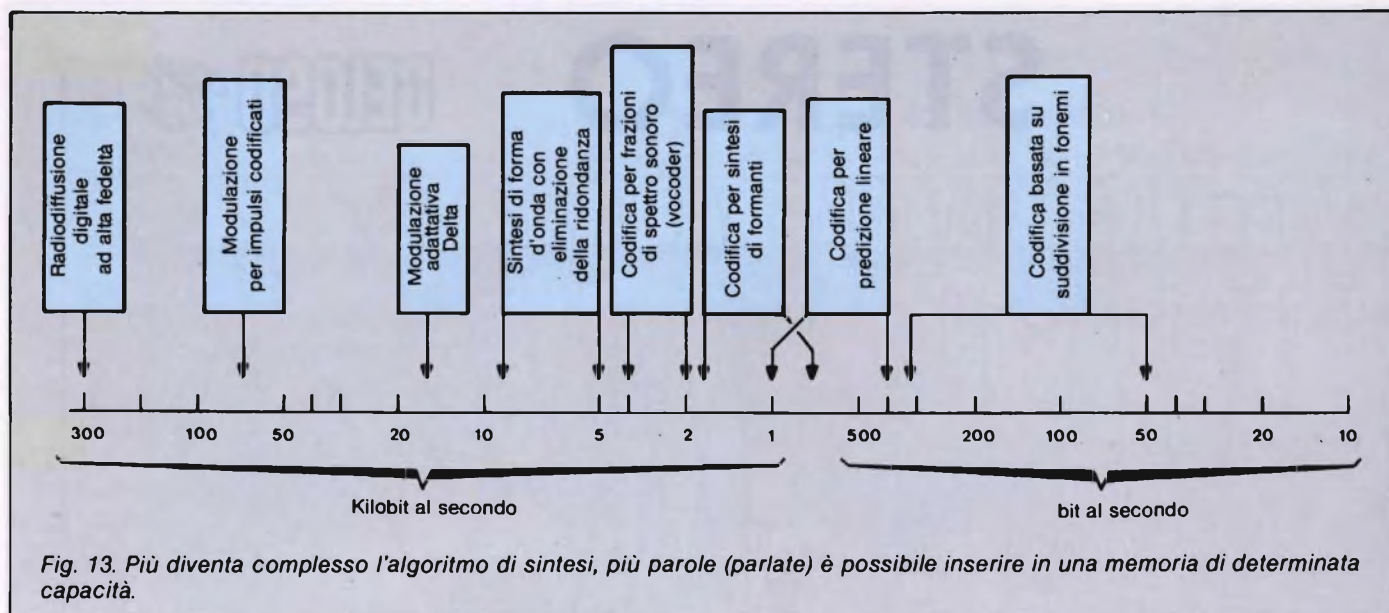 STEREO
Radiodiffusione
digitale
ad alta fedeltà
Modulazione
per impulsi codificati
Modulazione
adattativa
Delta
Sintesi di forma
d'onda con
eliminazione
della ridondanza
Codifica per frazioni
di spettro sonoro
(vocoder)
Codifica per sintesi
di formanti
Codifica per
predizione lineare
Codifica basata su
suddivisione in fonemi
300 100 50 20 10 5 2 1 500 200 100 50 20 10
Kilobit al secondo
bit al secondo
Fig. 13. Più diventa complesso l'algoritmo di sintesi, più parole (parlate) è possibile inserire in una memoria di determinata
capacità.